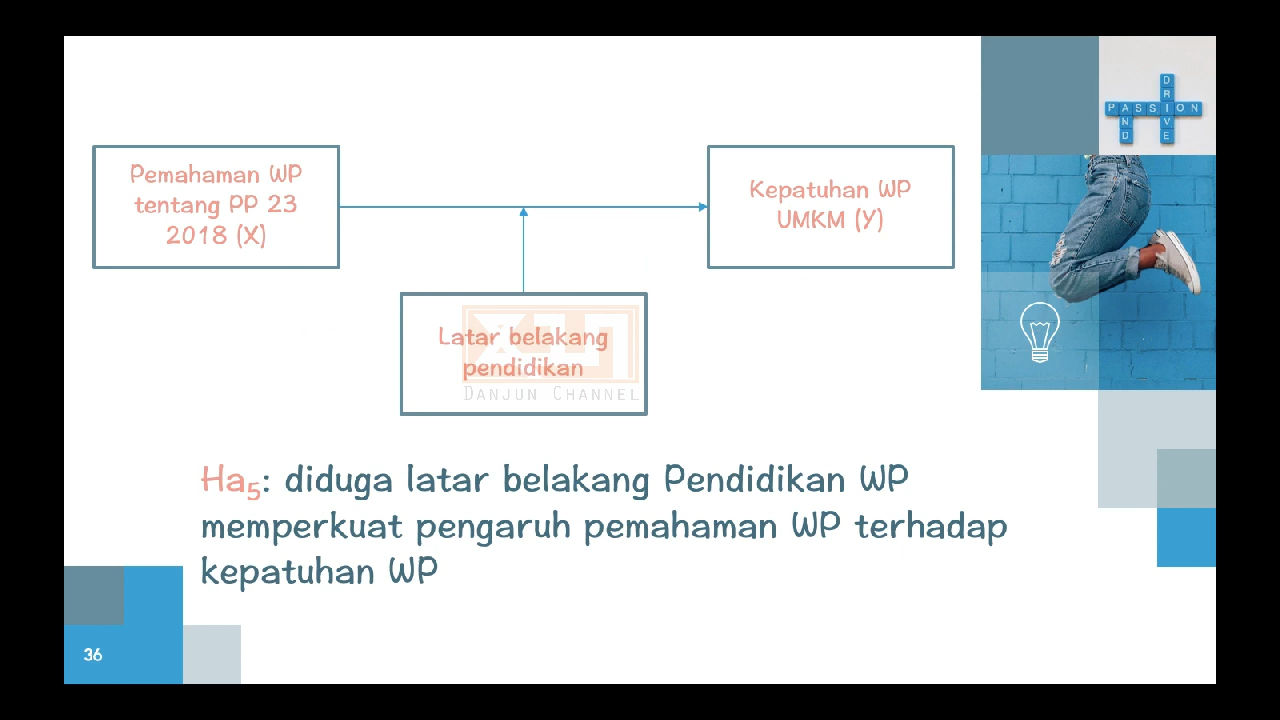 PASSION
AND
DRIVE
Pemahaman WP
tentang PP 23
2018 (X)
Kepatuhan WP
UMKM (Y)
Latar belakang
pendidikan
DANJUN CHANNEL
Ha5: diduga latar belakang Pendidikan WP
memperkuat pengaruh pemahaman WP terhadap
kepatuhan WP
36